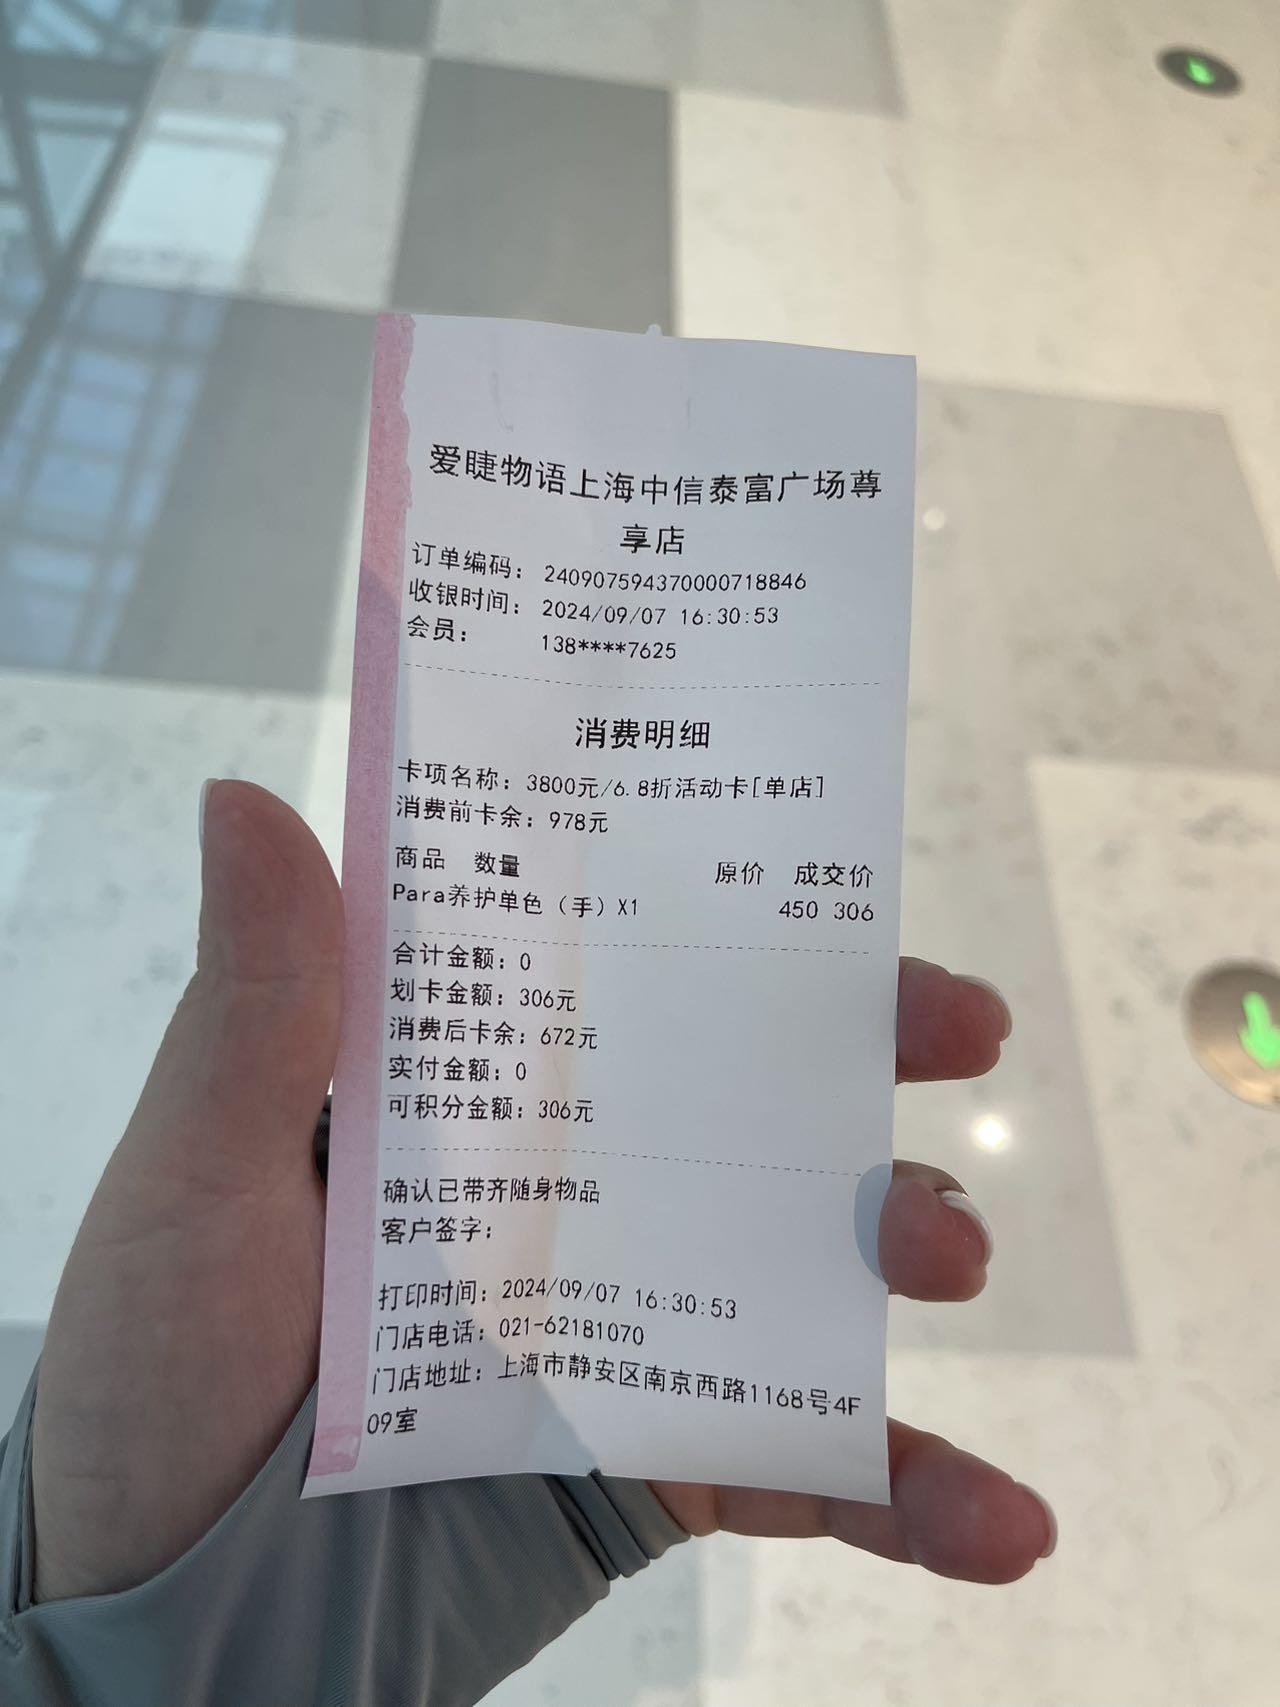 爱睫物语上海中信泰富广场尊
享店
订单编码: 240907594370000718846
收银时间: 2024/09/07 16:30:53
会员: 138****7625
消费明细
卡项名称: 3800元/6.8折活动卡[单店]
消费前卡余: 978元
商品 数量 原价 成交价
Para养护单色（手）X1 450 306
合计金额: 0
划卡金额: 306元
消费后卡余: 672元
实付金额: 0
可积分金额: 306元
确认已带齐随身物品
客户签字:
打印时间: 2024/09/07 16:30:53
门店电话: 021-62181070
门店地址: 上海市静安区南京西路1168号4F
09室